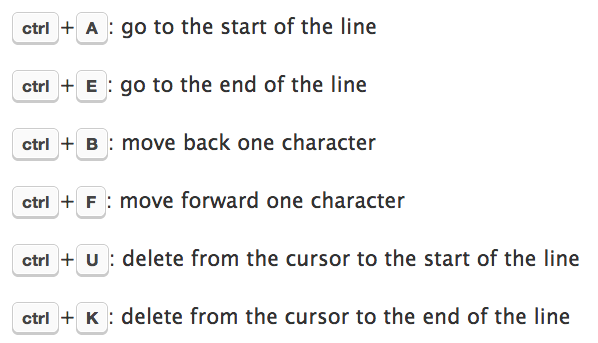 ctrl + A : go to the start of the line
ctrl + E : go to the end of the line
ctrl + B : move back one character
ctrl + F : move forward one character
ctrl + U : delete from the cursor to the start of the line
ctrl + K : delete from the cursor to the end of the line